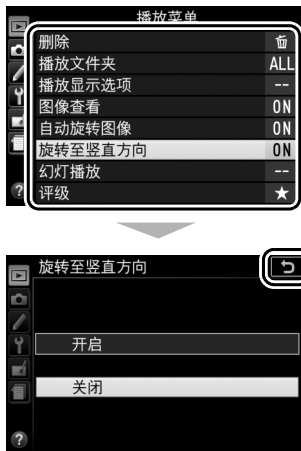 播放菜单
删除
播放文件夹 ALL
播放显示选项 --
图像查看 ON
自动旋转图像 ON
旋转至竖直方向 ON
幻灯播放 --
评级 ★
?
旋转至竖直方向
开启
关闭
?